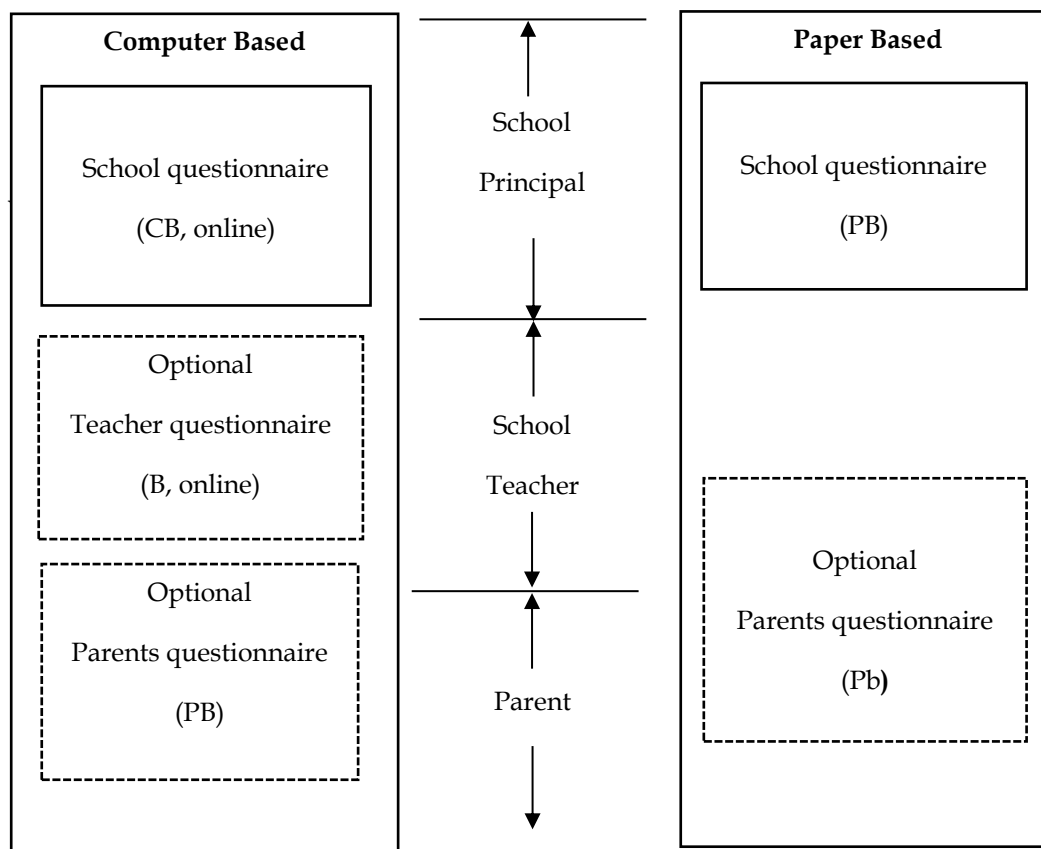 Computer Based
School questionnaire
(CB, online)
Optional
Teacher questionnaire
(B, online)
Optional
Parents questionnaire
(PB)
School
Principal
School
Teacher
Parent
Paper Based
School questionnaire
(PB)
Optional
Parents questionnaire
(Pb)